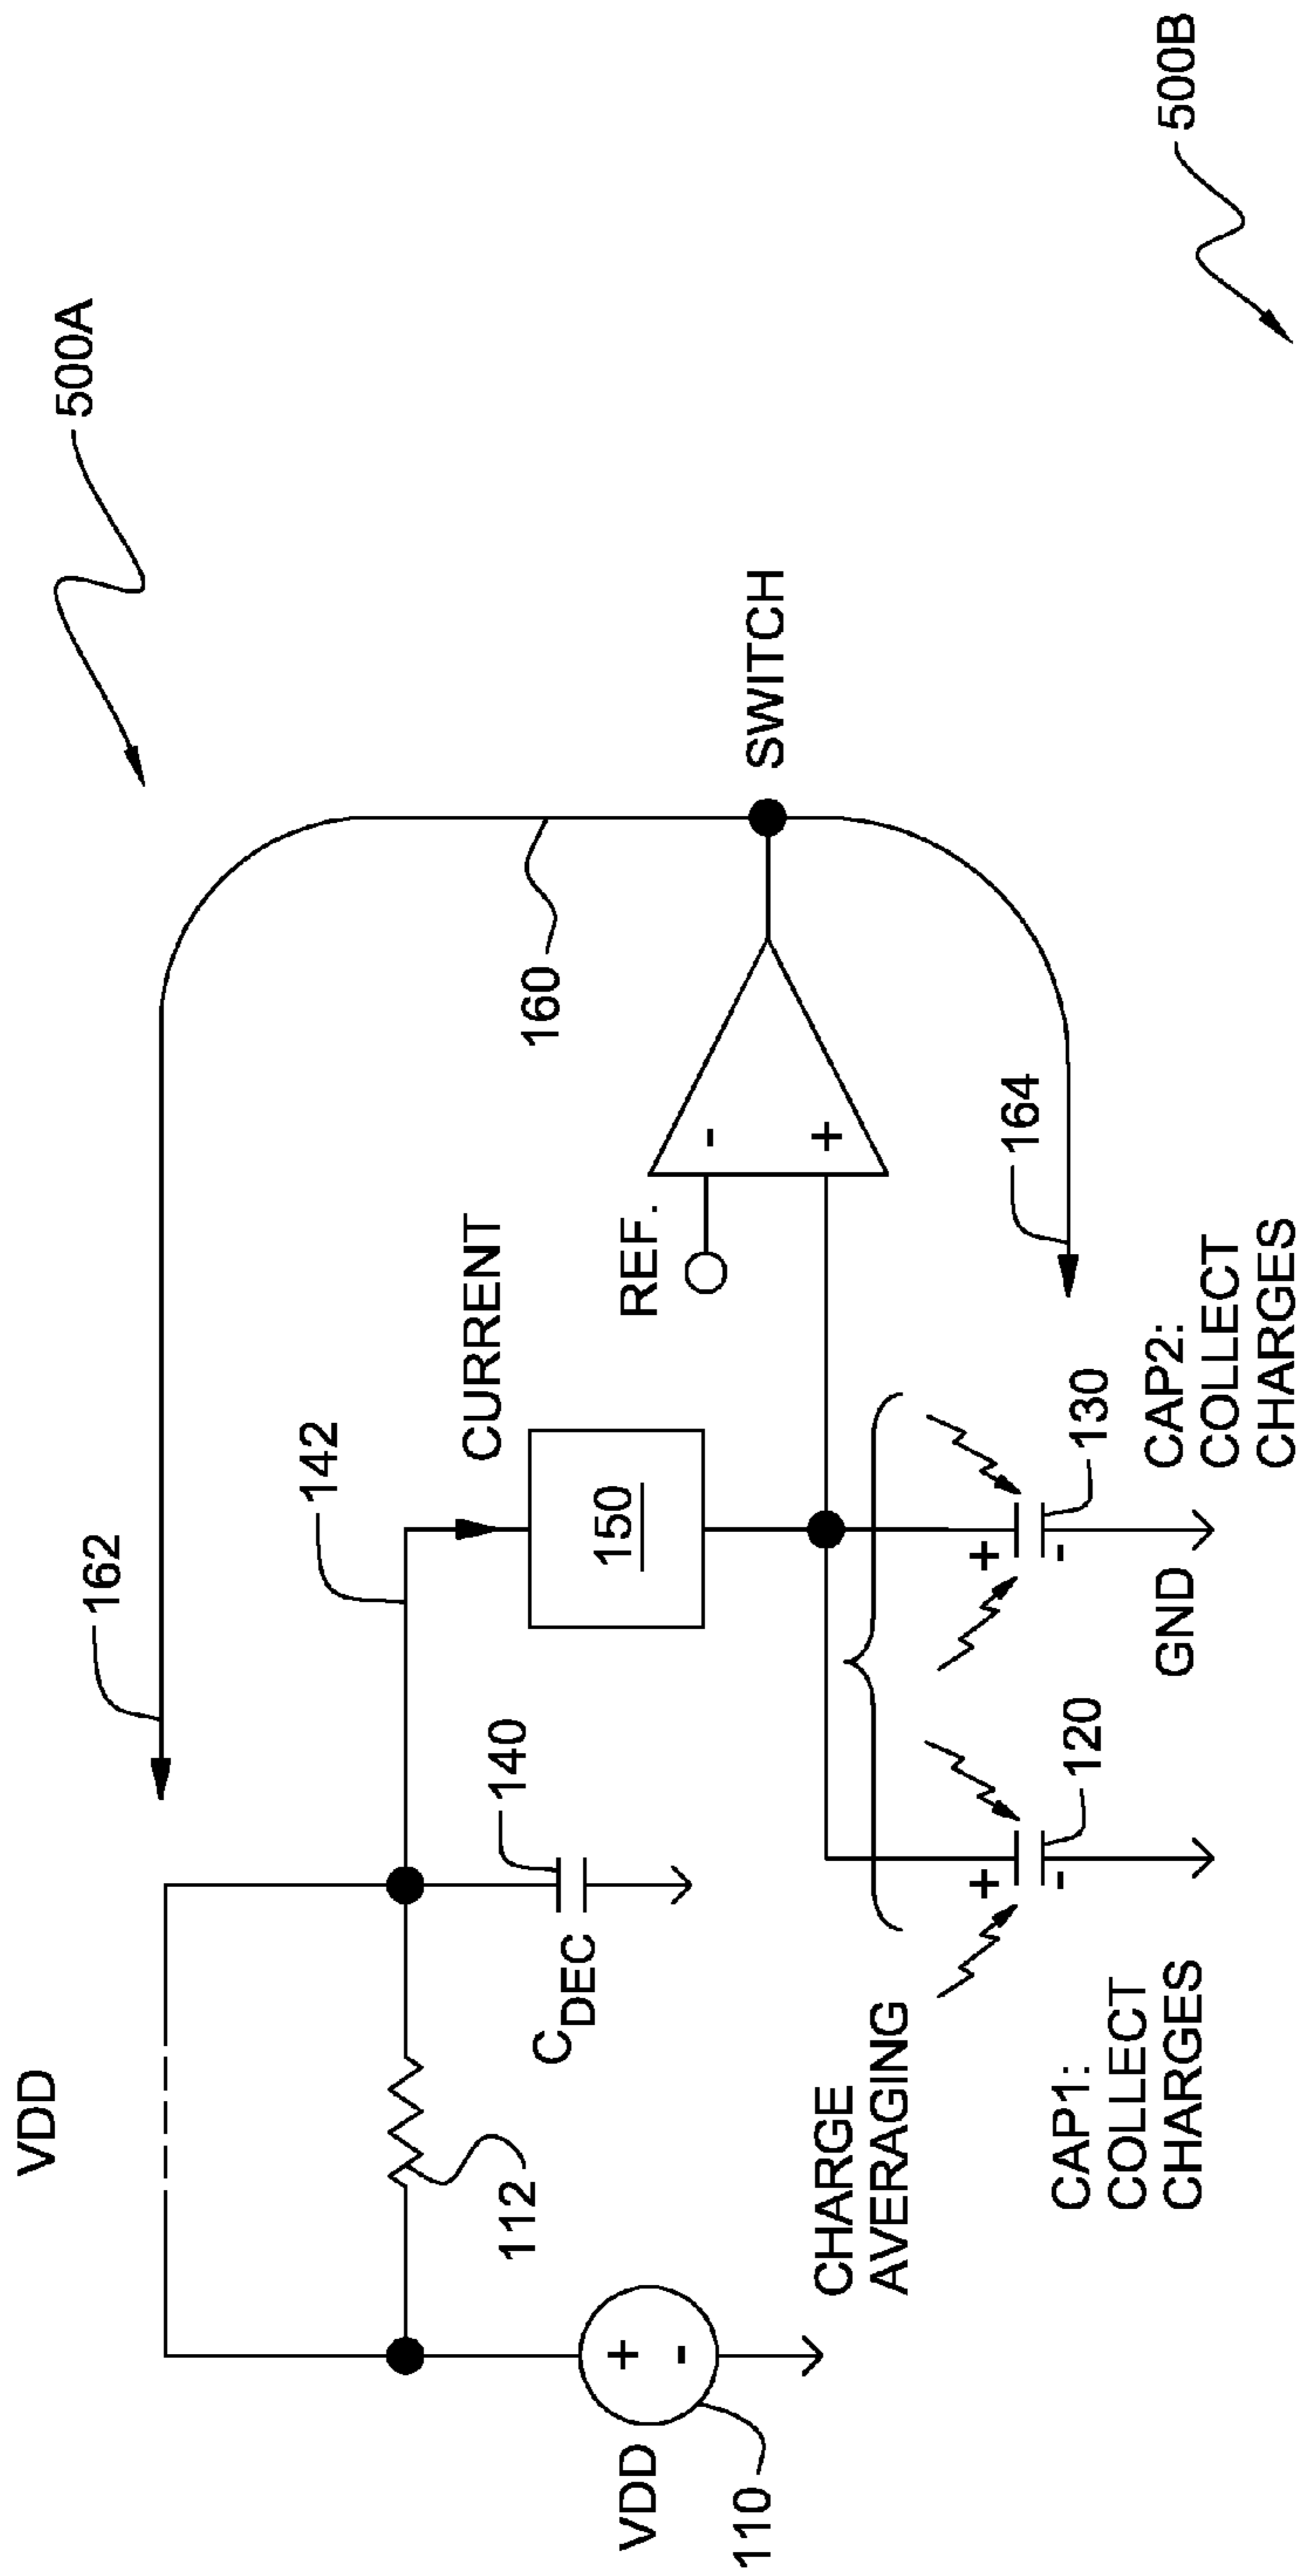 500A
500B
VDD
162
142
160
CURRENT
SWITCH
112
140
C DEC
150
REF.
-
+
164
VDD
+
-
110
CHARGE
AVERAGING
+
-
120
+
-
130
CAP1:
COLLECT
CHARGES
GND
CAP2:
COLLECT
CHARGES